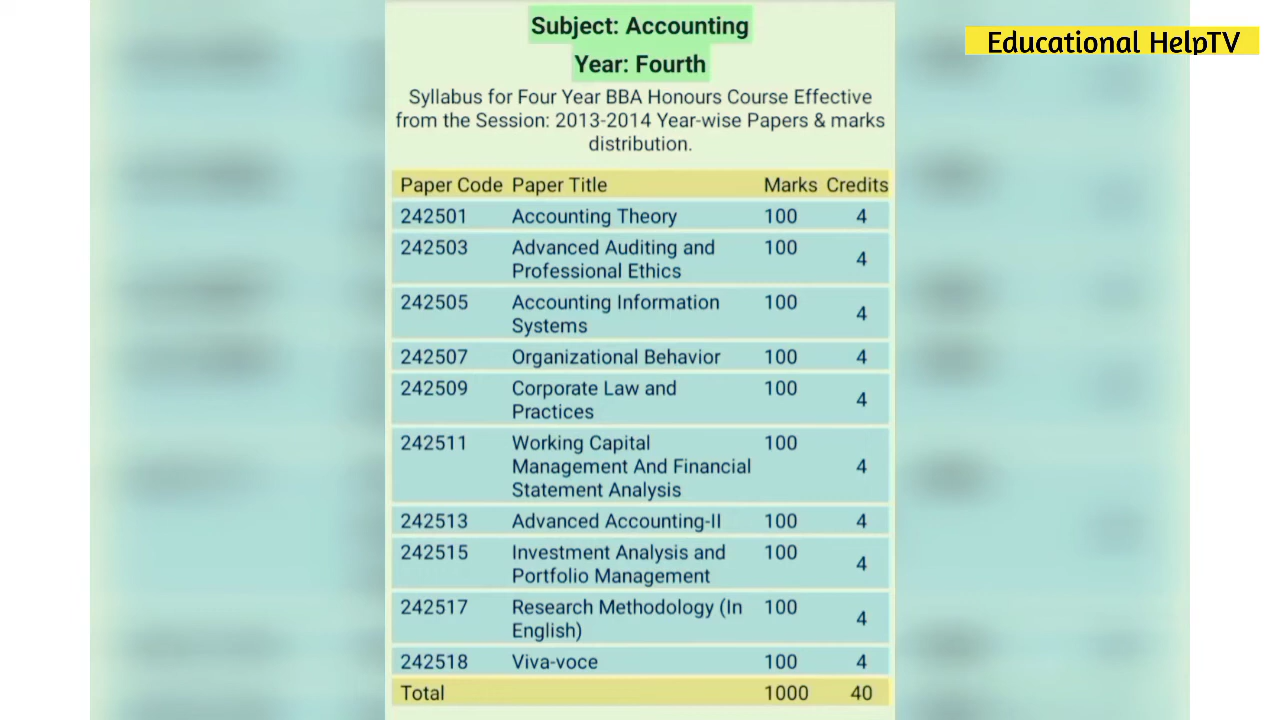 Subject: Accounting
Educational HelpTV
Year: Fourth
Syllabus for Four Year BBA Honours Course Effective
from the Session: 2013-2014 Year-wise Papers & marks
distribution.
Paper Code Paper Title Marks Credits
242501 Accounting Theory 100 4
242503 Advanced Auditing and 100
Professional Ethics 4
242505 Accounting Information 100
Systems 4
242507 Organizational Behavior 100 4
242509 Corporate Law and 100
Practices 4
242511 Working Capital 100
Management And Financial 4
Statement Analysis
242513 Advanced Accounting-II 100 4
242515 Investment Analysis and 100
Portfolio Management 4
242517 Research Methodology (In 100
English) 4
242518 Viva-voce 100 4
Total 1000 40